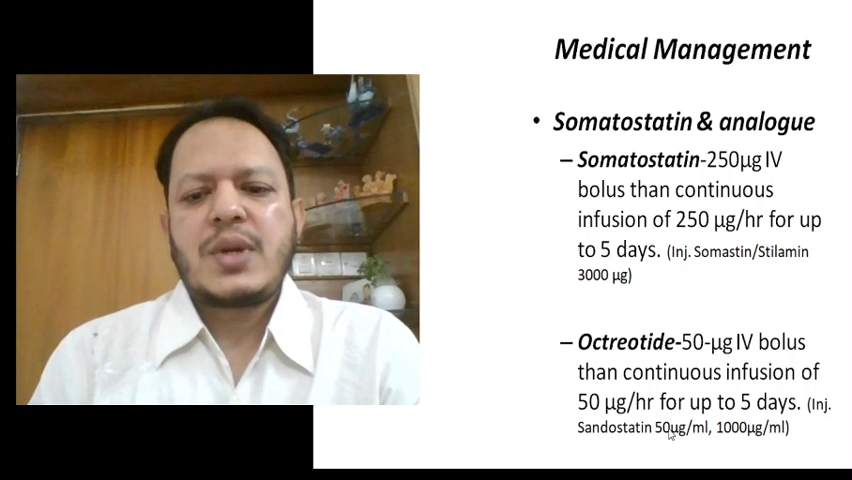 Medical Management
• Somatostatin & analogue
– Somatostatin-250µg IV
bolus than continuous
infusion of 250 µg/hr for up
to 5 days. (Inj. Somastin/Stilamin
3000 µg)
– Octreotide-50-µg IV bolus
than continuous infusion of
50 µg/hr for up to 5 days. (Inj.
Sandostatin 50µg/ml, 1000µg/ml)